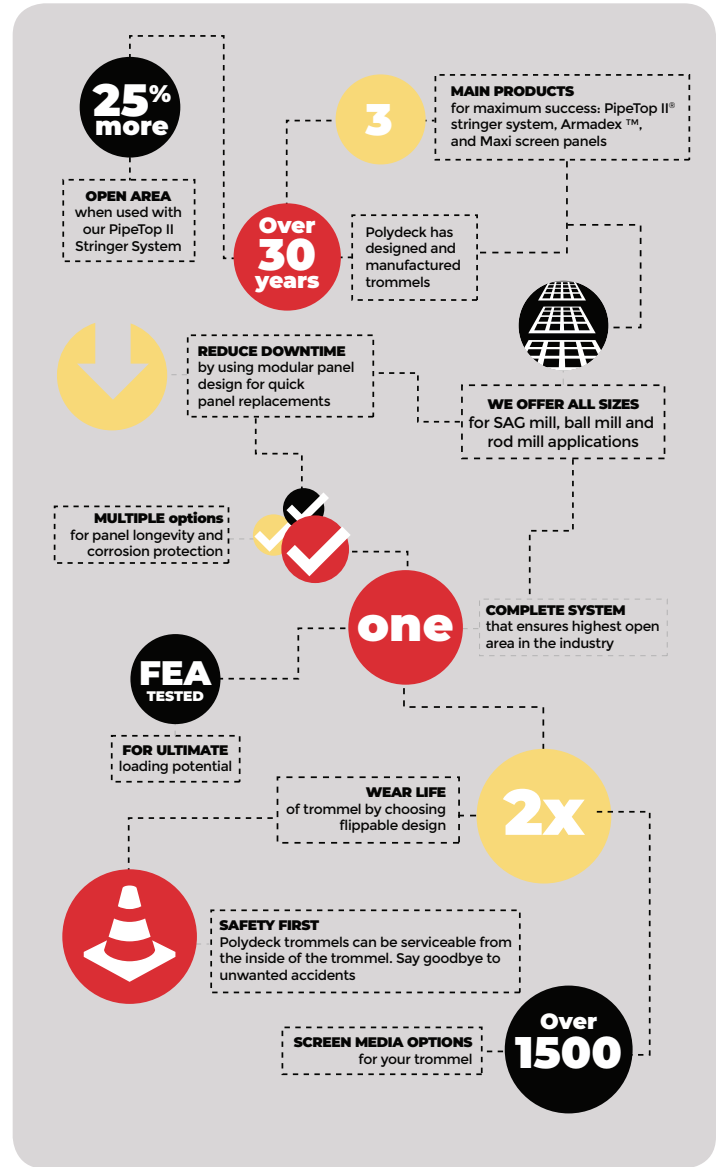 25%
more
OPEN AREA
when used with
our PipeTop II
Stringer System
3
MAIN PRODUCTS
for maximum success: PipeTop II®
stringer system, Armadex ™,
and Maxi screen panels
Over
30
years
Polydeck has
designed and
manufactured
trommels
REDUCE DOWNTIME
by using modular panel
design for quick
panel replacements
WE OFFER ALL SIZES
for SAG mill, ball mill and
rod mill applications
MULTIPLE options
for panel longevity and
corrosion protection
one
COMPLETE SYSTEM
that ensures highest open
area in the industry
FEA
TESTED
FOR ULTIMATE
loading potential
WEAR LIFE
of trommel by choosing
flippable design
2x
SAFETY FIRST
Polydeck trommels can be serviceable from
the inside of the trommel. Say goodbye to
unwanted accidents
Over
1500
SCREEN MEDIA OPTIONS
for your trommel